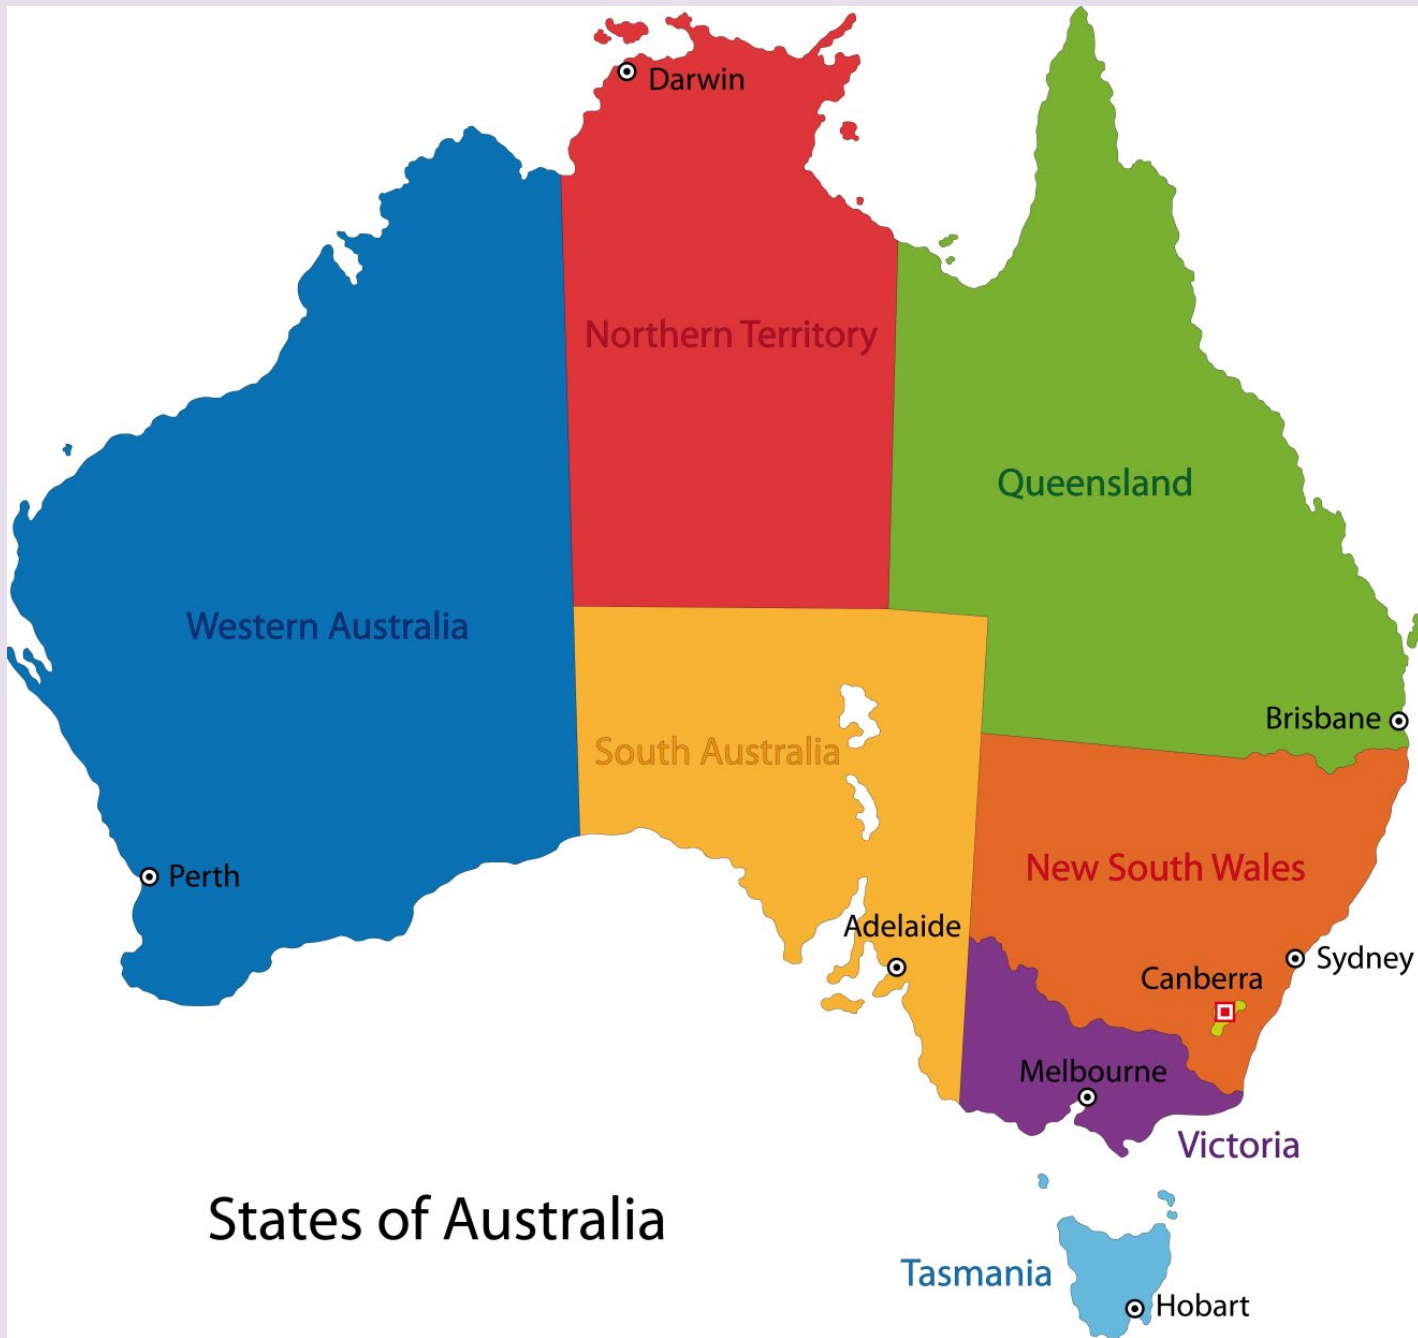 Darwin
Northern Territory
Queensland
Western Australia
Brisbane
South Australia
New South Wales
Perth
Adelaide
Sydney
Canberra
Melbourne
Victoria
States of Australia
Tasmania
Hobart